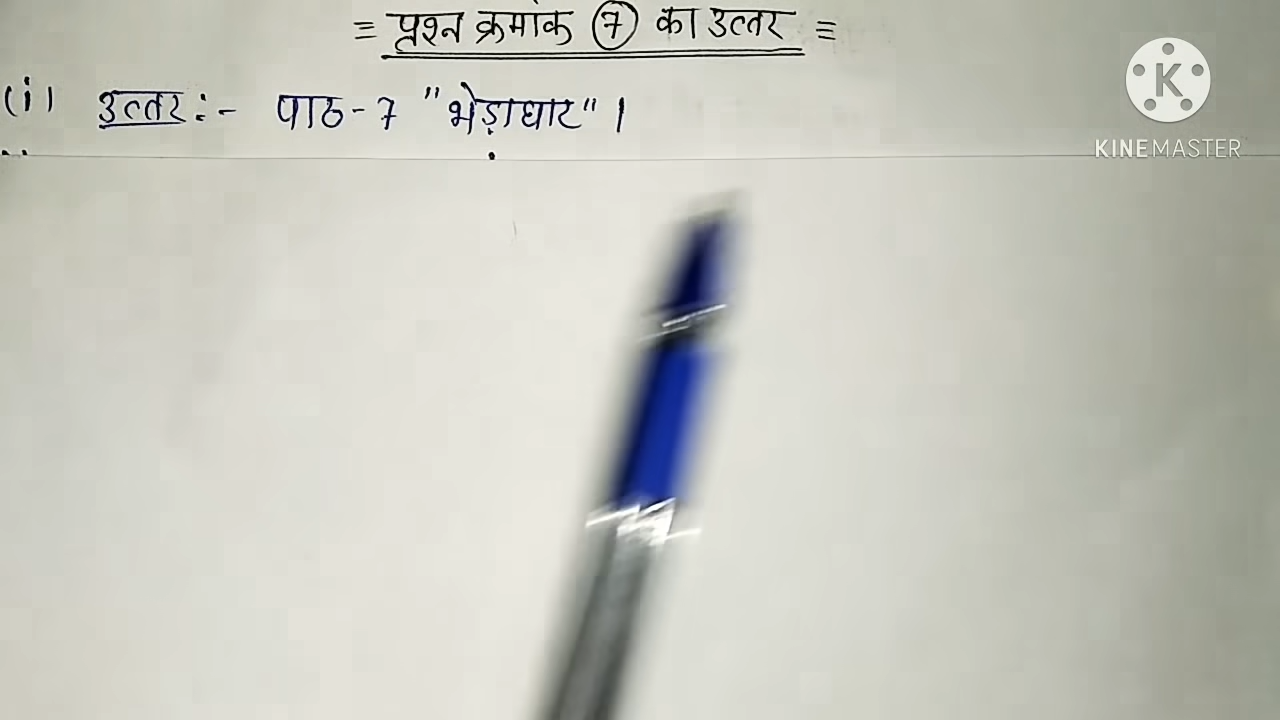 = प्रश्न क्रमांक 7 का उत्तर =
(i) उत्तर:- पाठ-7 "भेड़ाघाट"।
K
KINEMASTER